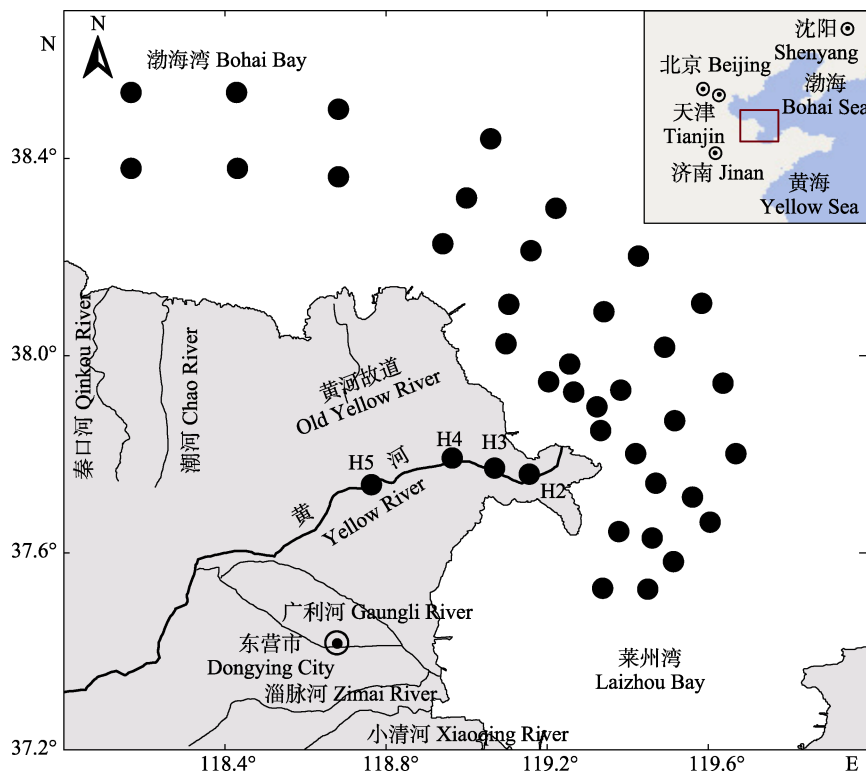 N
N
渤海湾 Bohai Bay
沈阳
Shenyang
北京 Beijing
渤海
Bohai Sea
天津
Tianjin
济南 Jinan
黄海
Yellow Sea
38.4°
38.0°
37.6°
37.2°
秦口河 Qinkou River
潮河 Chao River
黄河故道
Old Yellow River
H5
H4
H3
H2
黄 河
Yellow River
广利河 Gaungli River
东营市
Dongying City
淄脉河 Zimai River
小清河 Xiaoqing River
莱州湾
Laizhou Bay
118.4°
118.8°
119.2°
119.6°
E